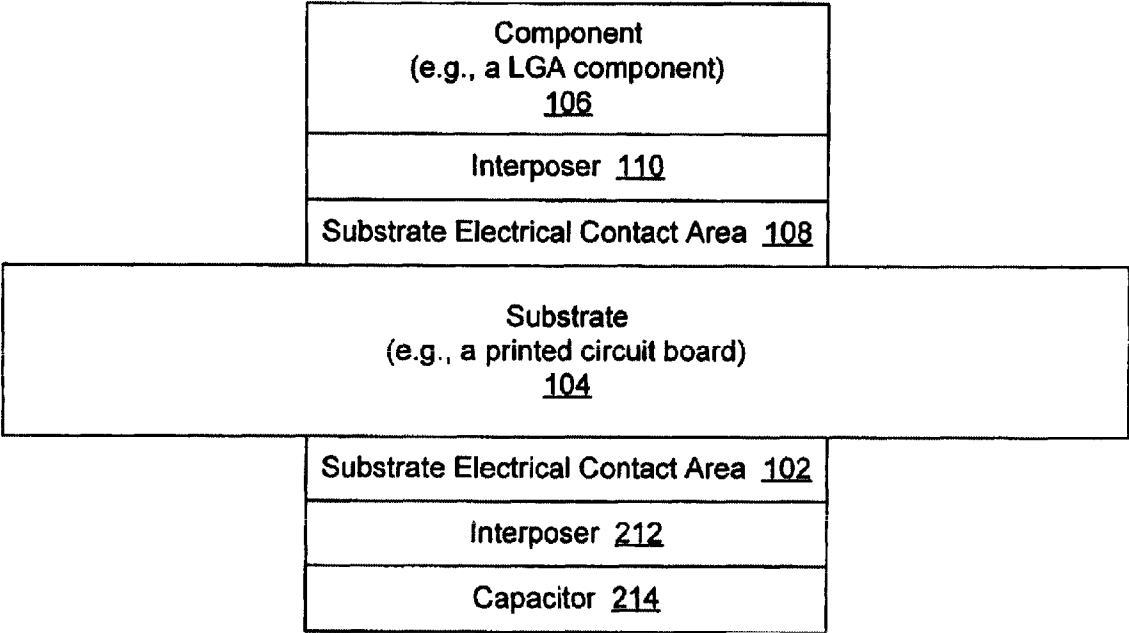 Component
(e.g., a LGA component)
106
Interposer 110
Substrate Electrical Contact Area 108
Substrate
(e.g., a printed circuit board)
104
Substrate Electrical Contact Area 102
Interposer 212
Capacitor 214